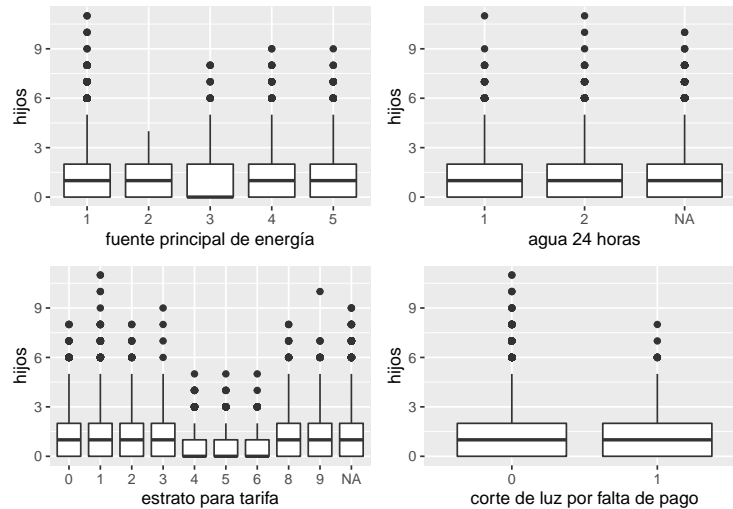 hijos
9
6
3
0
1 2 3 4 5
fuente principal de energía
hijos
9
6
3
0
1 2 NA
agua 24 horas
hijos
9
6
3
0
0 1 2 3 4 5 6 8 9 NA
estrato para tarifa
hijos
9
6
3
0
0 1
corte de luz por falta de pago